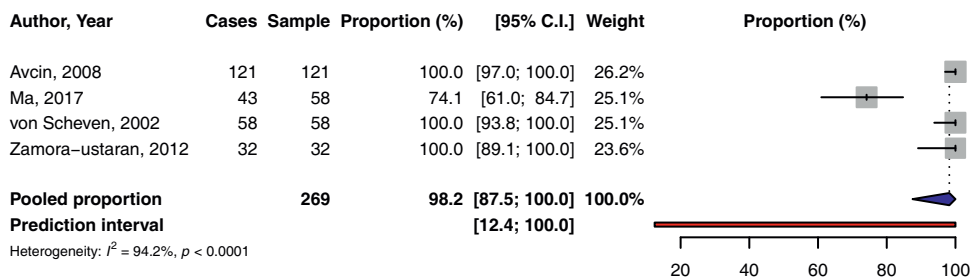 Author, Year Cases Sample Proportion (%) [95% C.I.] Weight Proportion (%)
Avcin, 2008 121 121 100.0 [97.0; 100.0] 26.2%
Ma, 2017 43 58 74.1 [61.0; 84.7] 25.1%
von Scheven, 2002 58 58 100.0 [93.8; 100.0] 25.1%
Zamora−ustaran, 2012 32 32 100.0 [89.1; 100.0] 23.6%
Pooled proportion 269 98.2 [87.5; 100.0] 100.0%
Prediction interval [12.4; 100.0]
Heterogeneity: I² = 94.2%, p < 0.0001
20 40 60 80 100